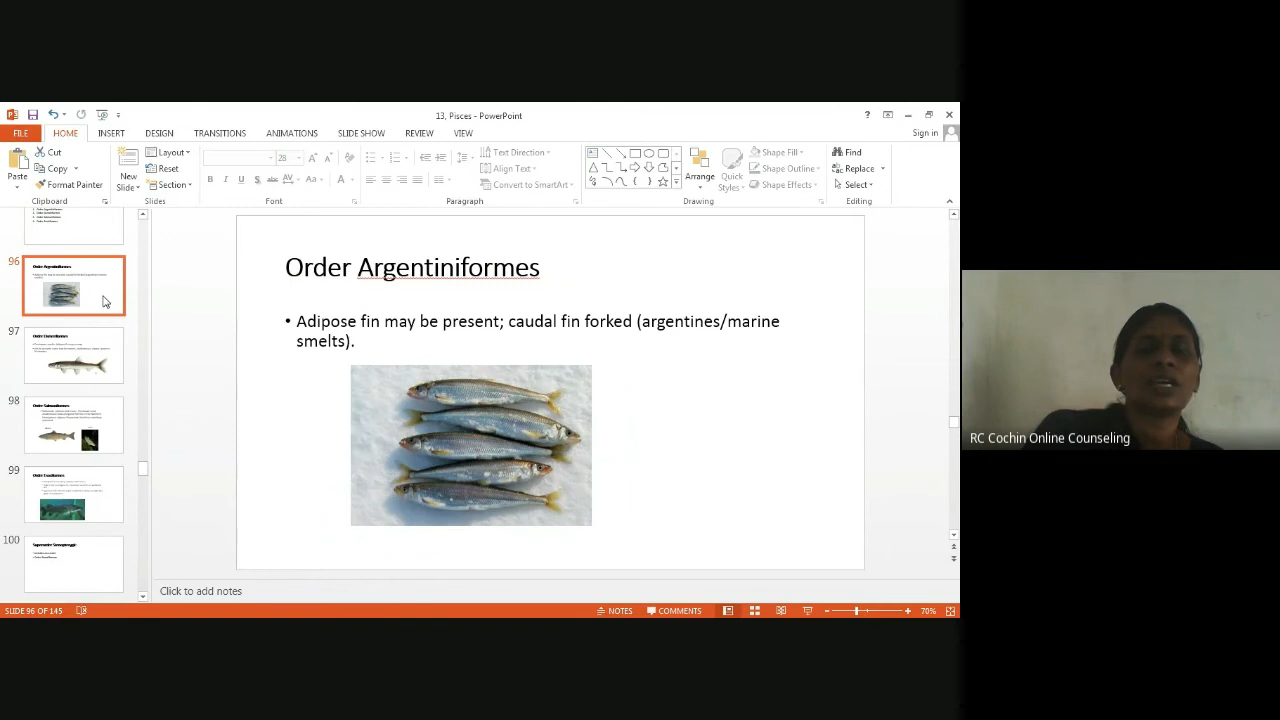 13, Pisces - PowerPoint
Sign in
FILE HOME INSERT DESIGN TRANSITIONS ANIMATIONS SLIDE SHOW REVIEW VIEW
Paste
Cut
Copy
Format Painter
Clipboard
New
Slide
Layout
Reset
Section
Slides
28
Font
Text Direction
Align Text
Convert to SmartArt
Paragraph
Arrange
Quick
Styles
Shape Fill
Shape Outline
Shape Effects
Drawing
Find
Replace
Select
Editing
96
Order Argentiniformes
97
98
99
100
Order Argentiniformes
• Adipose fin may be present; caudal fin forked (argentines/marine
smelts).
Click to add notes
SLIDE 96 OF 145
NOTES
COMMENTS
70%
RC Cochin Online Counseling